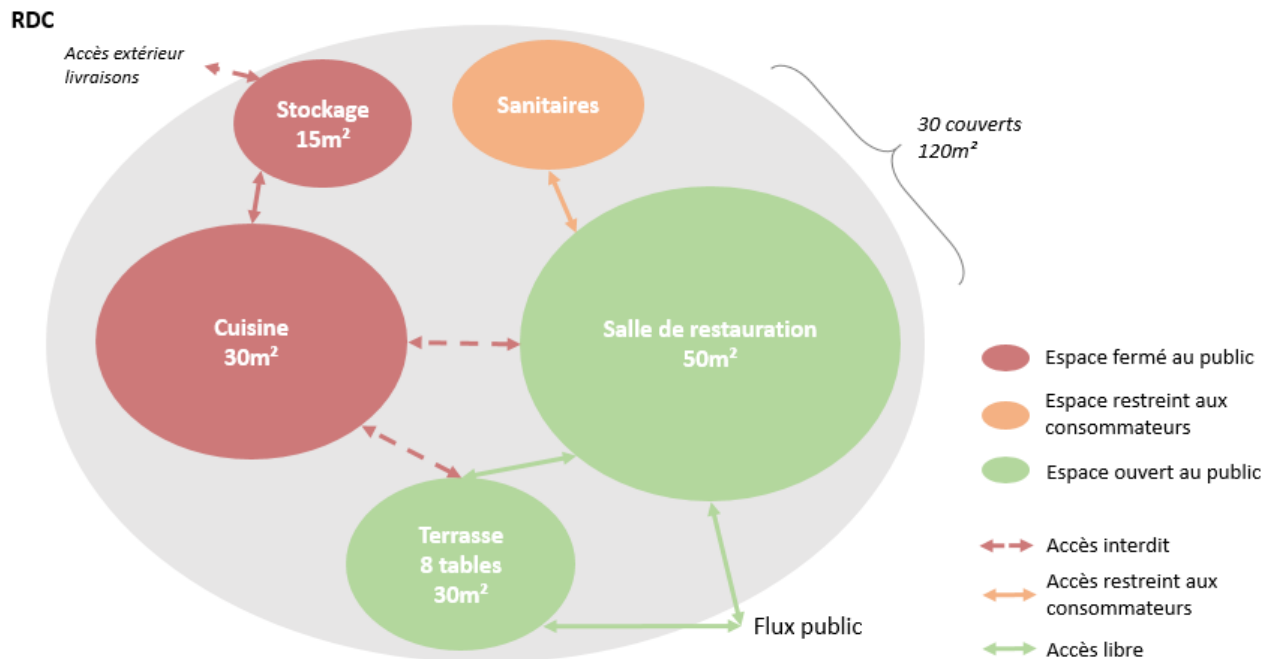 RDC
Accès extérieur
livraisons
Stockage
15m²
Sanitaires
30 couverts
120m²
Cuisine
30m²
Salle de restauration
50m²
Terrasse
8 tables
30m²
Flux public
Espace fermé au public
Espace restreint aux
consommateurs
Espace ouvert au public
Accès interdit
Accès restreint aux
consommateurs
Accès libre